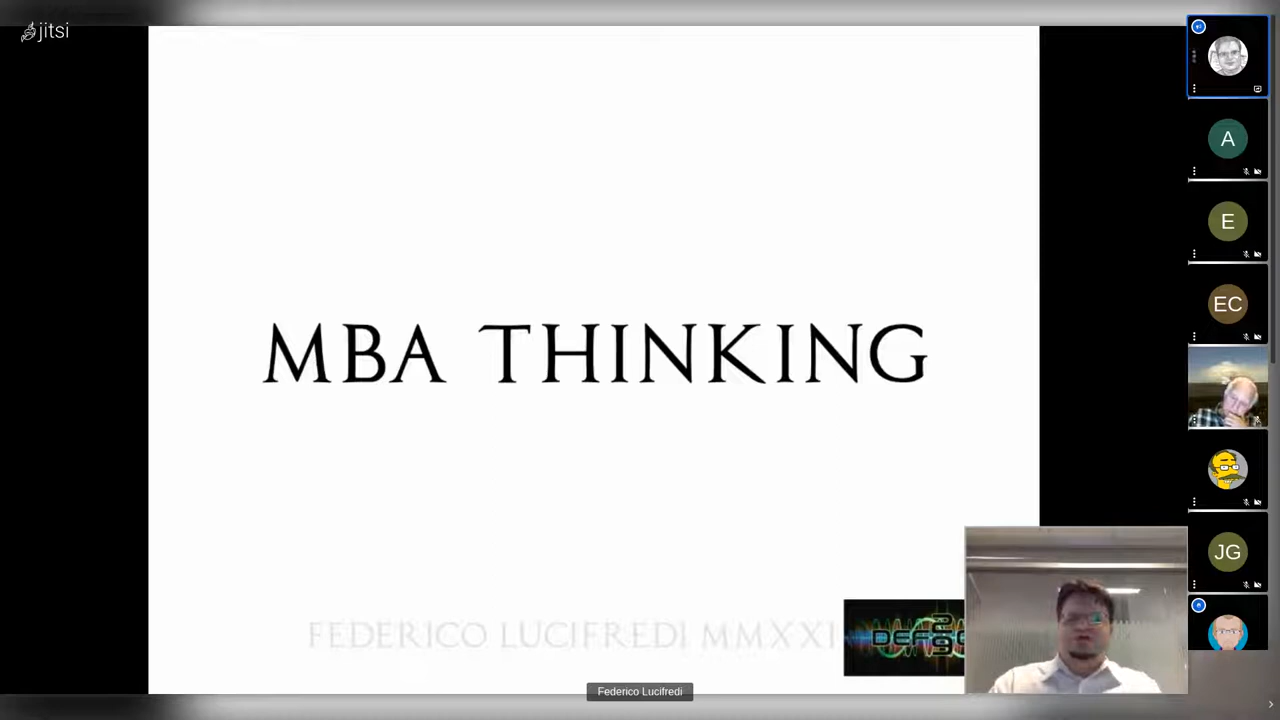 jitsi
MBA THINKING
FEDERICO LUCIFREDI MMXXI
Federico Lucifredi
A
E
EC
JG